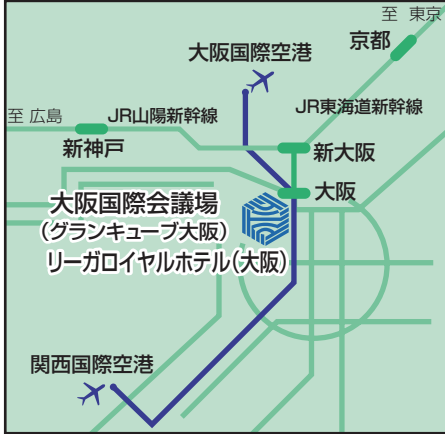 至 東京
京都
大阪国際空港
至 広島
JR山陽新幹線
JR東海道新幹線
新神戸
新大阪
大阪
大阪国際会議場
(グランキューブ大阪)
リーガロイヤルホテル(大阪)
関西国際空港